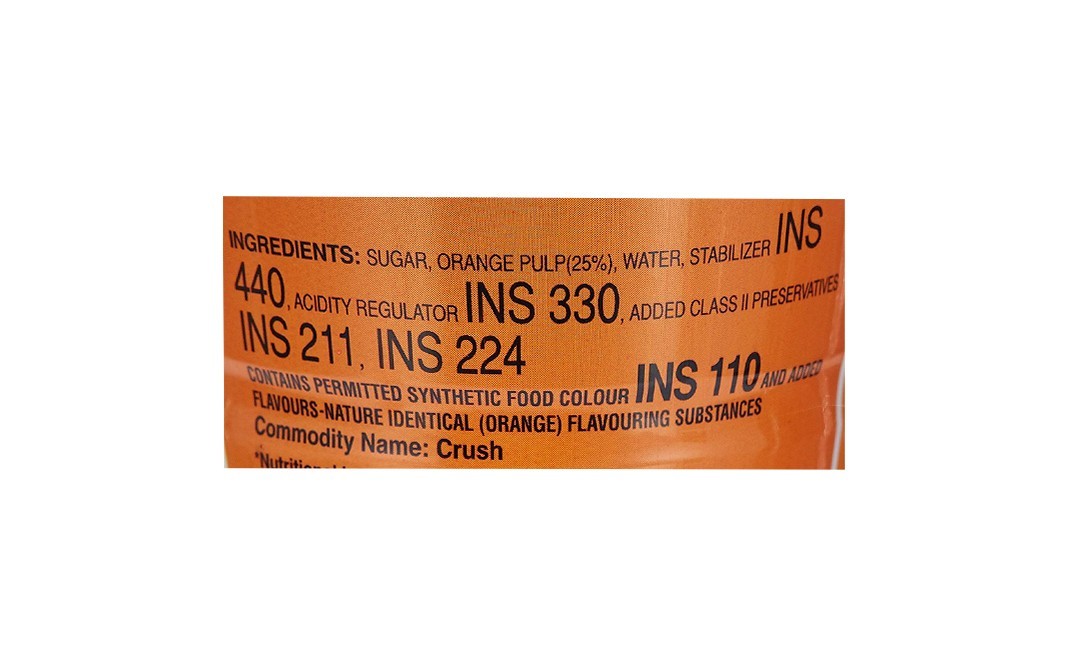 INGREDIENTS: SUGAR, ORANGE PULP(25%), WATER, STABILIZER INS
440, ACIDITY REGULATOR INS 330, ADDED CLASS II PRESERVATIVES
INS 211, INS 224
CONTAINS PERMITTED SYNTHETIC FOOD COLOUR INS 110 AND ADDED
FLAVOURS-NATURE IDENTICAL (ORANGE) FLAVOURING SUBSTANCES
Commodity Name: Crush